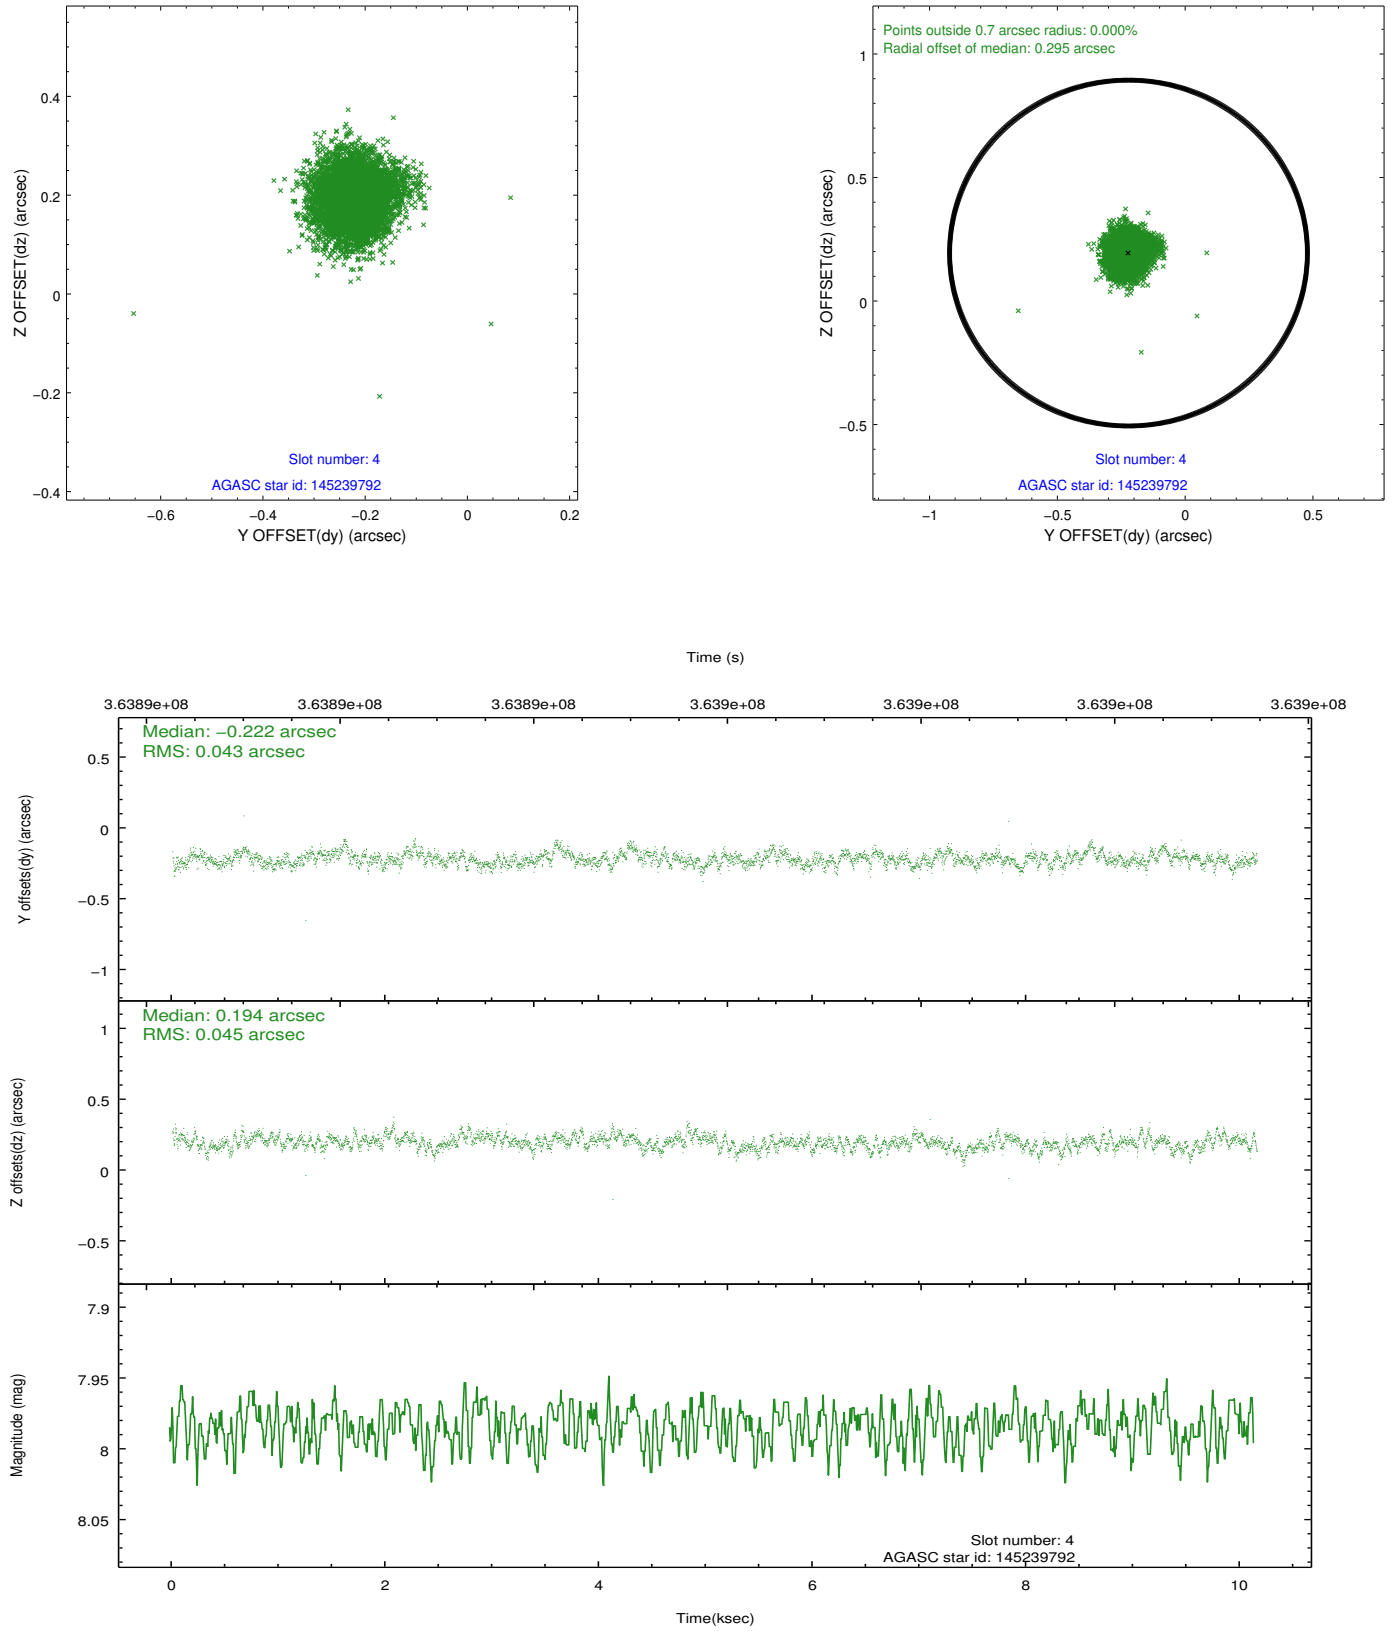 0.4
0.2
0
−0.2
−0.4
Z OFFSET(dz) (arcsec)
Slot number: 4
AGASC star id: 145239792
−0.6 −0.4 −0.2 0 0.2
Y OFFSET(dy) (arcsec)
Points outside 0.7 arcsec radius: 0.000%
Radial offset of median: 0.295 arcsec
1
0.5
0
−0.5
Z OFFSET(dz) (arcsec)
Slot number: 4
AGASC star id: 145239792
−1 −0.5 0 0.5
Y OFFSET(dy) (arcsec)
Time (s)
3.6389e+08 3.6389e+08 3.6389e+08 3.639e+08 3.639e+08 3.639e+08 3.639e+08
Median: −0.222 arcsec
RMS: 0.043 arcsec
0.5
0
−0.5
−1
Y offsets(dy) (arcsec)
Median: 0.194 arcsec
RMS: 0.045 arcsec
1
0.5
0
−0.5
Z offsets(dz) (arcsec)
7.9
7.95
8
8.05
Magnitude (mag)
Slot number: 4
AGASC star id: 145239792
0 2 4 6 8 10
Time(ksec)